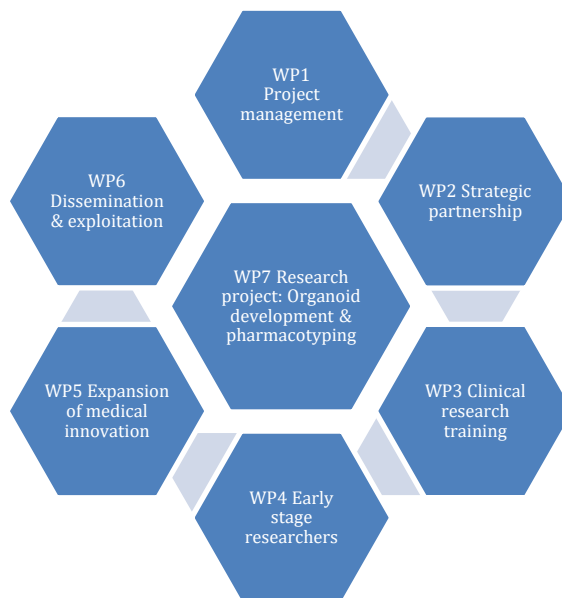 WP1
Project
management
WP2 Strategic
partnership
WP3 Clinical
research
training
WP4 Early
stage
researchers
WP5 Expansion
of medical
innovation
WP6
Dissemination
& exploitation
WP7 Research
project: Organoid
development &
pharmacotyping